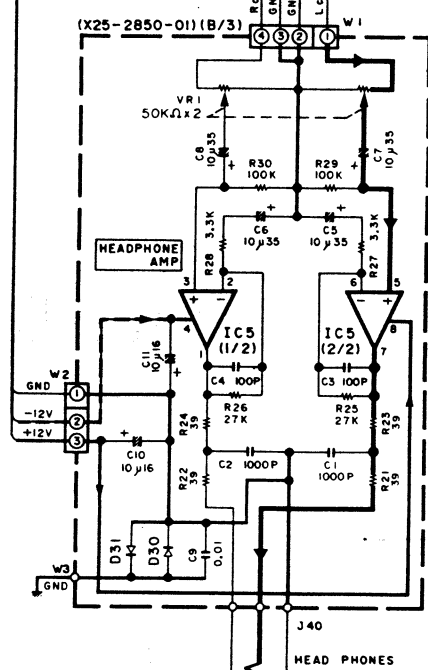 (X25-2850-01)(B/3)
W1
4 3 2 1
VR1
50KΩ×2
C8
10μ35
+
C7
10μ35
+
R30
100K
R29
100K
3.3K
R28
+
C6
10μ35
+
C5
10μ35
3.3K
R27
HEADPHONE
AMP
3 2
+ −
4
1
IC5
(1/2)
6 5
− +
8
7
IC5
(2/2)
C11
10μ16
+
C4 100P
C3 100P
W2
GND 1
-12V 2
+12V 3
R26
27K
R25
27K
R24
39
R23
39
+
C10
10μ16
R22
39
C2 1000P
C1
1000P
R21
39
D31
D30
C9
0.01
W3
GND
J40
HEAD PHONES